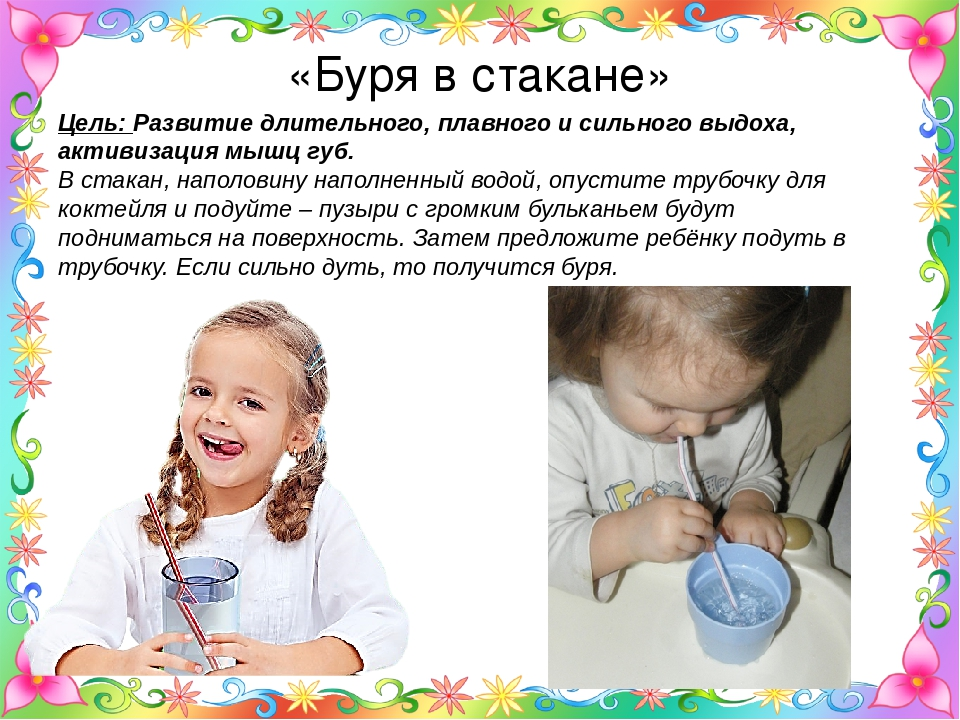 «Буря в стакане»
Цель: Развитие длительного, плавного и сильного выдоха,
активизация мышц губ.
В стакан, наполовину наполненный водой, опустите трубочку для
коктейля и подуйте – пузыри с громким бульканьем будут
подниматься на поверхность. Затем предложите ребёнку подуть в
трубочку. Если сильно дуть, то получится буря.